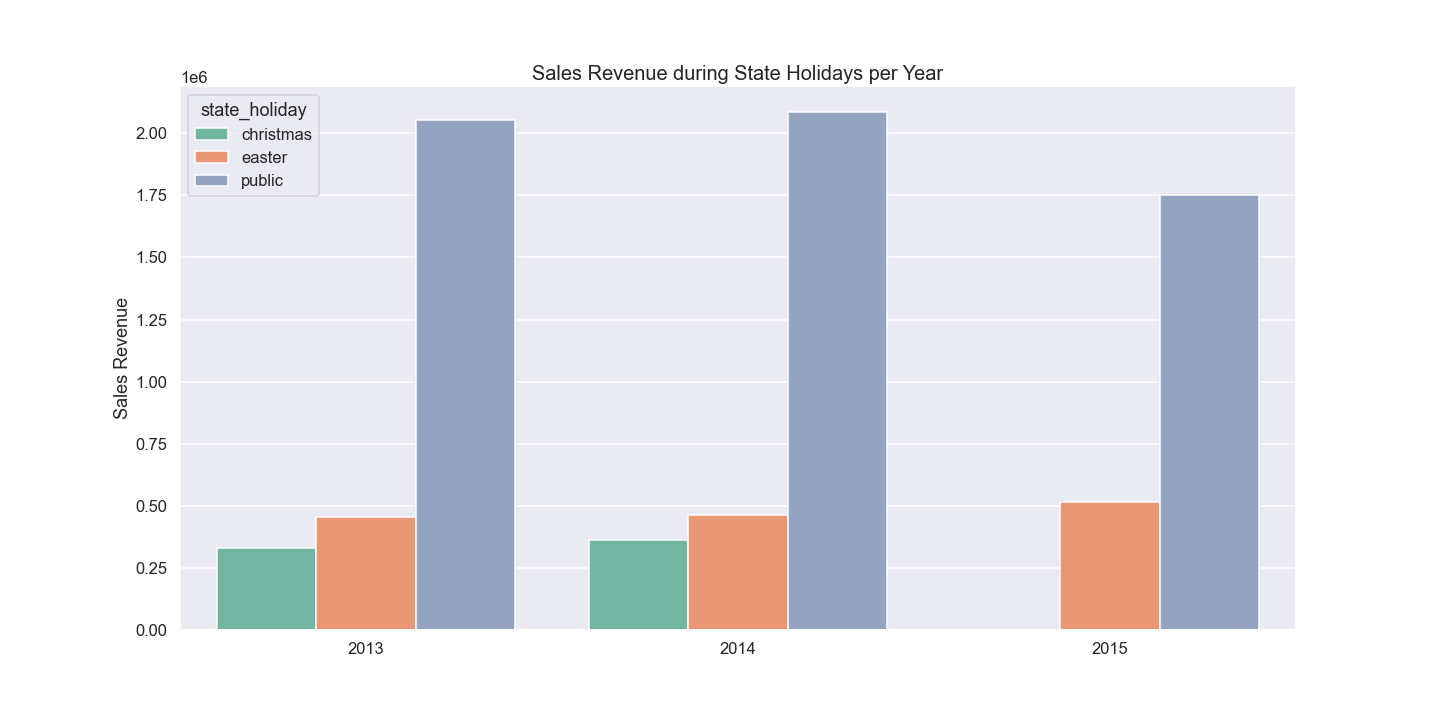 Sales Revenue during State Holidays per Year
1e6
state_holiday
christmas
easter
public
2.00
1.75
1.50
1.25
1.00
0.75
0.50
0.25
0.00
Sales Revenue
2013
2014
2015